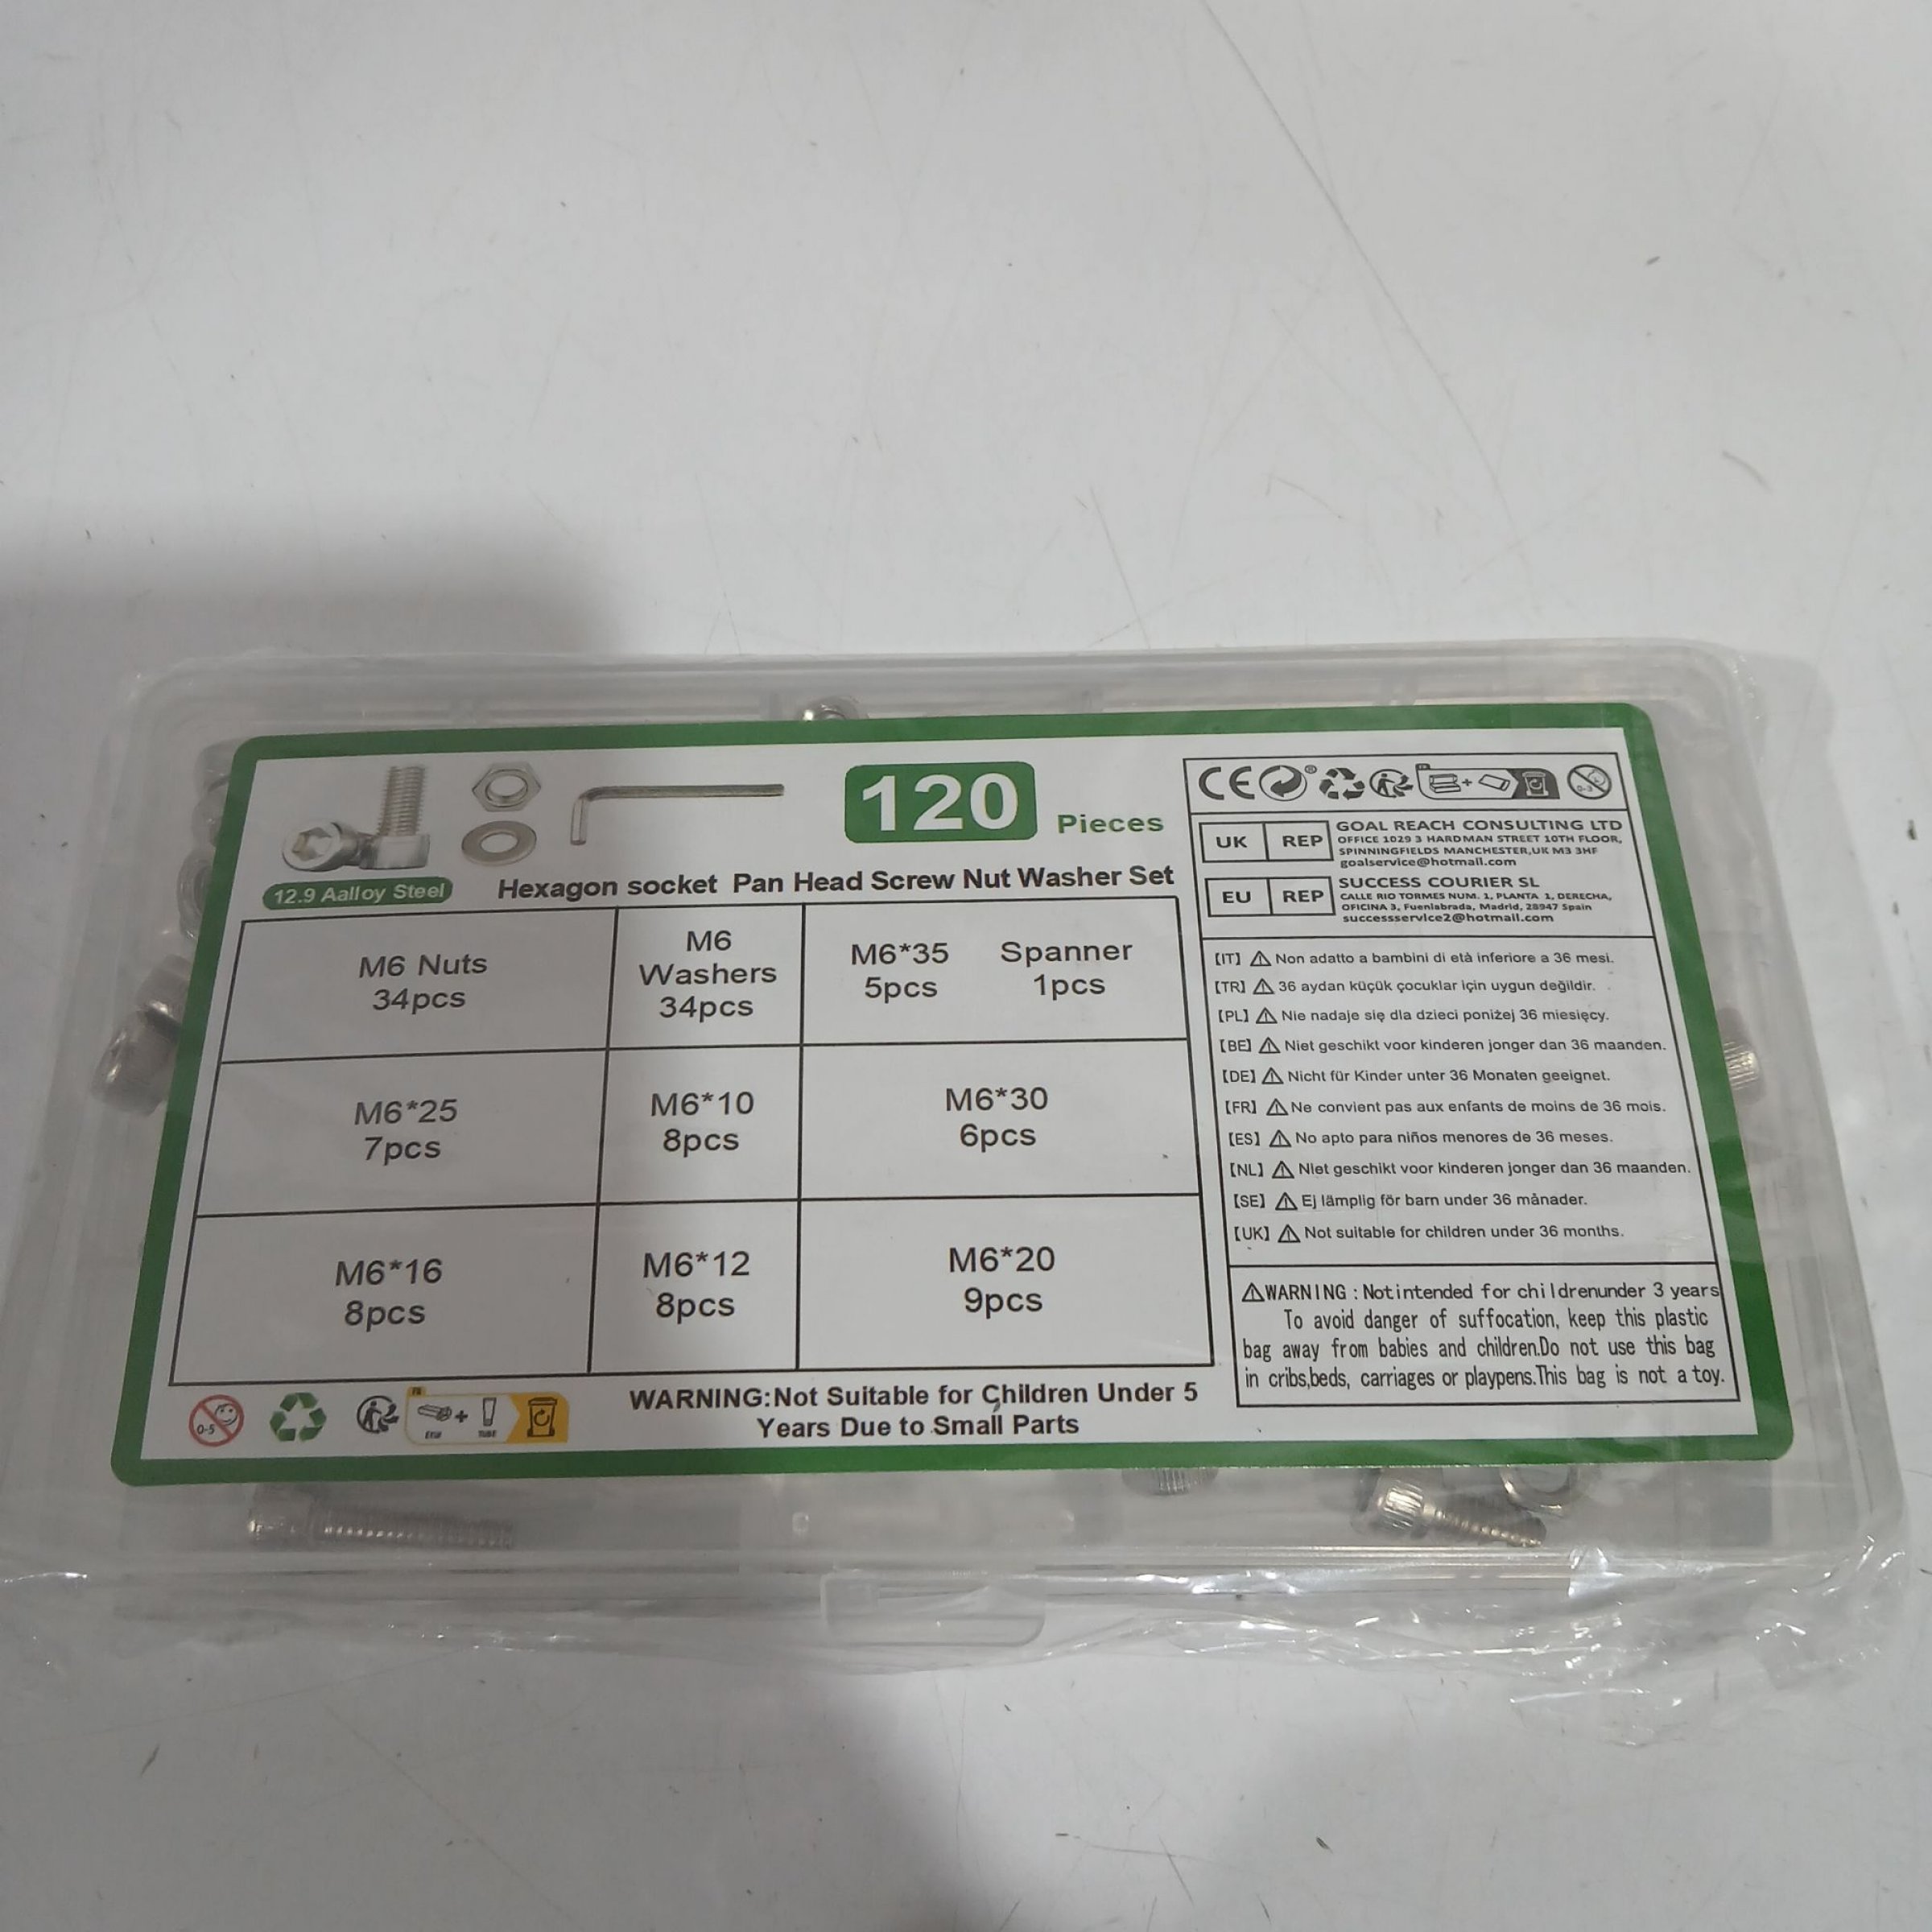 120 Pieces
12.9 Aalloy Steel
Hexagon socket Pan Head Screw Nut Washer Set
M6 Nuts
34pcs
M6
Washers
34pcs
M6*35
5pcs
Spanner
1pcs
M6*25
7pcs
M6*10
8pcs
M6*30
6pcs
M6*16
8pcs
M6*12
8pcs
M6*20
9pcs
0-5
FR
TUBE
WARNING:Not Suitable for Children Under 5
Years Due to Small Parts
CE
0-3
UK REP
GOAL REACH CONSULTING LTD
OFFICE 1029 3 HARDMAN STREET 10TH FLOOR,
SPINNINGFIELDS MANCHESTER,UK M3 3HF
goalservice@hotmail.com
EU REP
SUCCESS COURIER SL
CALLE RIO TORMES NUM. 1, PLANTA 1, DERECHA,
OFICINA 3, Fuenlabrada, Madrid, 28947 Spain
successservice2@hotmail.com
【IT】 ⚠ Non adatto a bambini di età inferiore a 36 mesi.
【TR】 ⚠ 36 aydan küçük çocuklar için uygun değildir.
【PL】 ⚠ Nie nadaje się dla dzieci poniżej 36 miesięcy.
【BE】 ⚠ Niet geschikt voor kinderen jonger dan 36 maanden.
【DE】 ⚠ Nicht für Kinder unter 36 Monaten geeignet.
【FR】 ⚠ Ne convient pas aux enfants de moins de 36 mois.
【ES】 ⚠ No apto para niños menores de 36 meses.
【NL】 ⚠ Niet geschikt voor kinderen jonger dan 36 maanden.
【SE】 ⚠ Ej lämplig för barn under 36 månader.
【UK】 ⚠ Not suitable for children under 36 months.
⚠WARNING : Notintended for childrenunder 3 years
To avoid danger of suffocation, keep this plastic
bag away from babies and children.Do not use this bag
in cribs,beds, carriages or playpens.This bag is not a toy.